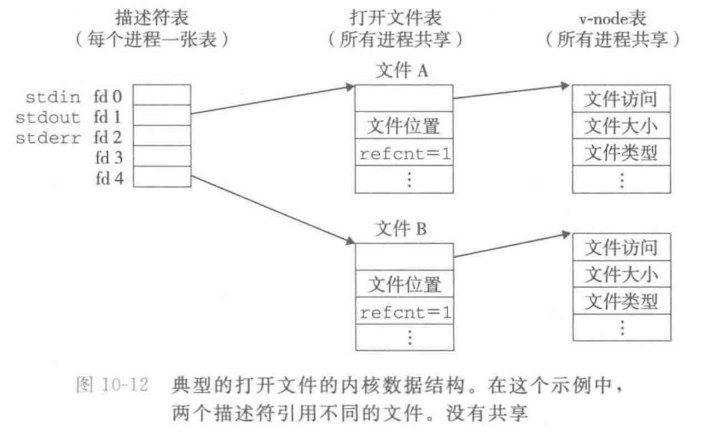 描述符表
（每个进程一张表）
打开文件表
（所有进程共享）
v-node表
（所有进程共享）
stdin fd 0
stdout fd 1
stderr fd 2
fd 3
fd 4
文件 A
文件位置
refcnt=1
⋮
文件访问
文件大小
文件类型
⋮
文件 B
文件位置
refcnt=1
⋮
文件访问
文件大小
文件类型
⋮
图 10-12 典型的打开文件的内核数据结构。在这个示例中，
两个描述符引用不同的文件。没有共享